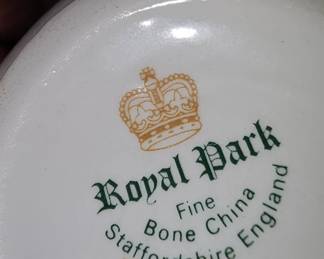 Royal Park
Fine
Bone China
Staffordshire England